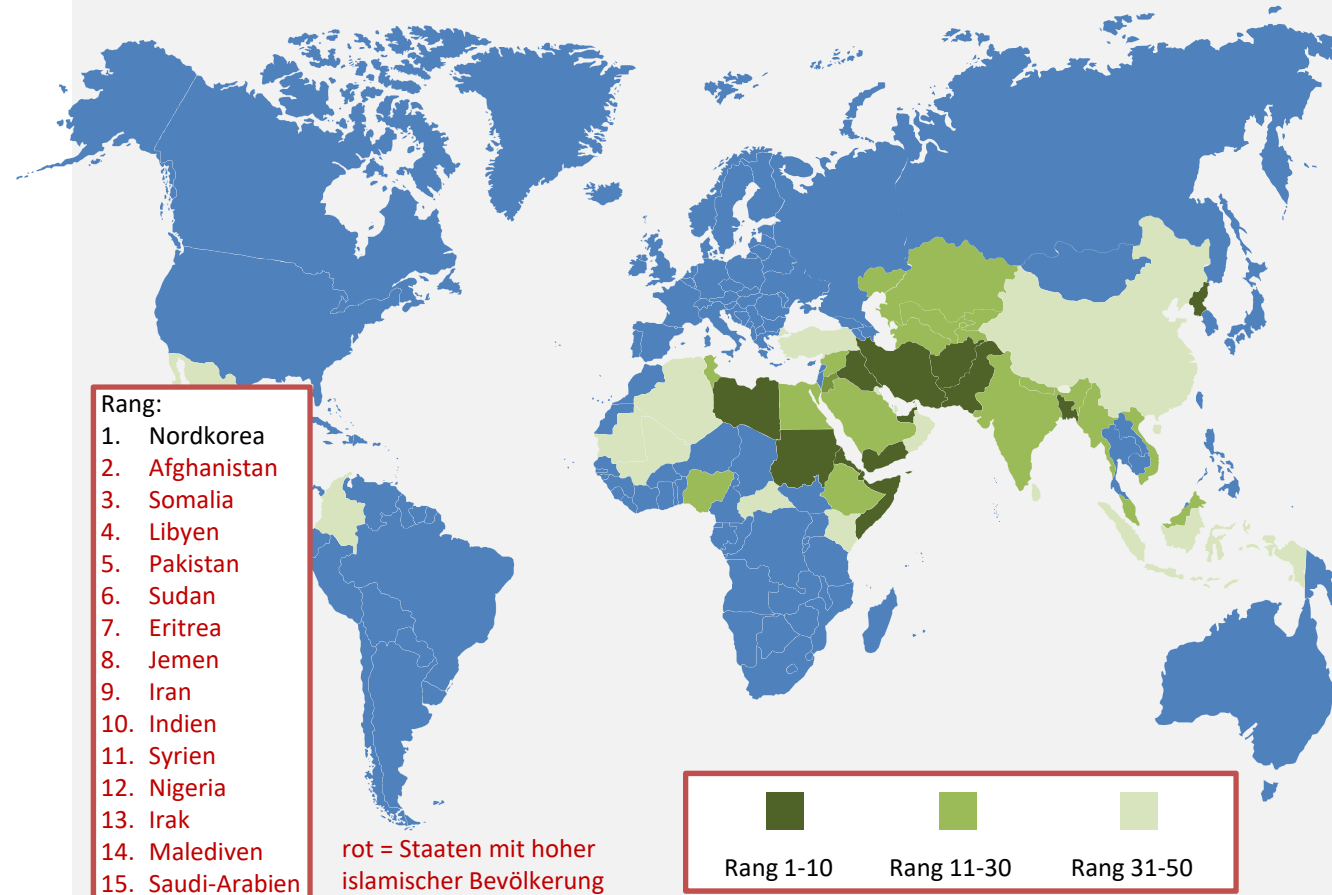 Rang:
1. Nordkorea
2. Afghanistan
3. Somalia
4. Libyen
5. Pakistan
6. Sudan
7. Eritrea
8. Jemen
9. Iran
10. Indien
11. Syrien
12. Nigeria
13. Irak
14. Malediven
15. Saudi-Arabien
rot = Staaten mit hoher
islamischer Bevölkerung
Rang 1-10 Rang 11-30 Rang 31-50